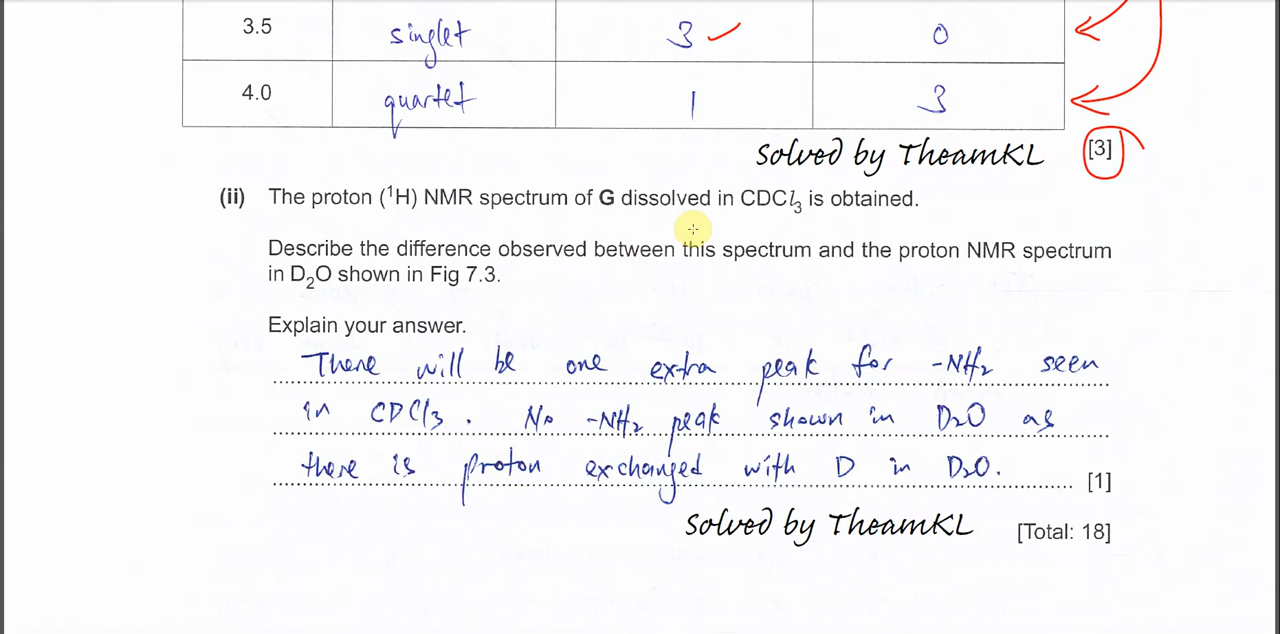 3.5 singlet 3 0
4.0 quartet 1 3
Solved by TheamKL [3]
(ii) The proton (¹H) NMR spectrum of G dissolved in CDCl₃ is obtained.
Describe the difference observed between this spectrum and the proton NMR spectrum
in D₂O shown in Fig 7.3.
Explain your answer.
There will be one extra peak for -NH₂ seen
in CDCl₃. No -NH₂ peak shown in D₂O as
there is proton exchanged with D in D₂O.
[1]
Solved by TheamKL [Total: 18]